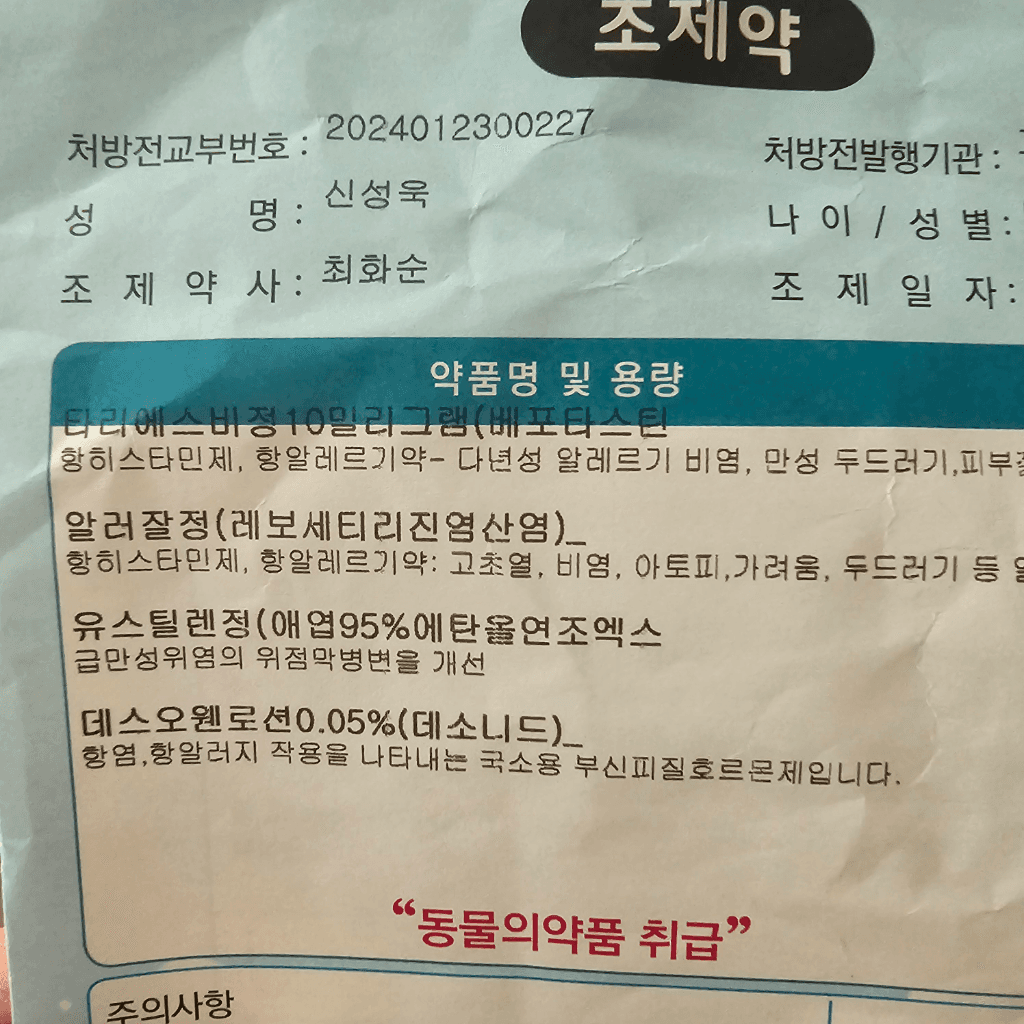 조제약
처방전교부번호 : 20240123​00227
처방전발행기관 :
성 명 : 신성욱
나 이 / 성 별 :
조 제 약 사 : 최화순
조 제 일 자 :
약품명 및 용량
타리에스비정10밀리그램(베포타스틴
항히스타민제, 항알레르기약- 다년성 알레르기 비염, 만성 두드러기,피부
알러잘정(레보세티리진염산염)_
항히스타민제, 항알레르기약: 고초열, 비염, 아토피,가려움, 두드러기 등
유스틸렌정(애엽95%에탄올연조엑스
급만성위염의 위점막병변을 개선
데스오웬로션0.05%(데소니드)_
항염,항알러지 작용을 나타내는 국소용 부신피질호르몬제입니다.
“동물의약품 취급”
주의사항